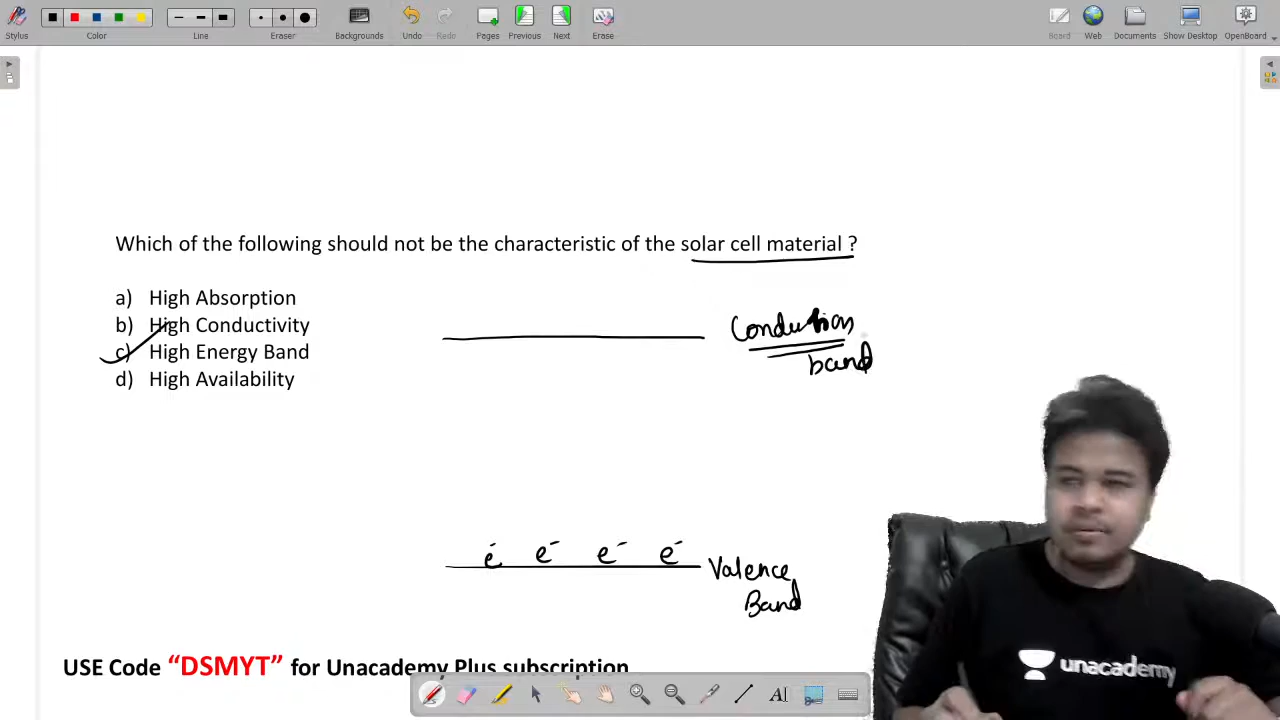 Stylus
Color
Line
Eraser
Backgrounds
Undo
Redo
Pages
Previous
Next
Erase
Board
Web
Documents
Show Desktop
OpenBoard
Which of the following should not be the characteristic of the solar cell material ?
a) High Absorption
b) High Conductivity
c) High Energy Band
d) High Availability
Conduction
band
e⁻ e⁻ e⁻ e⁻
Valence
Band
USE Code “DSMYT” for Unacademy Plus subscription
AI
unacademy